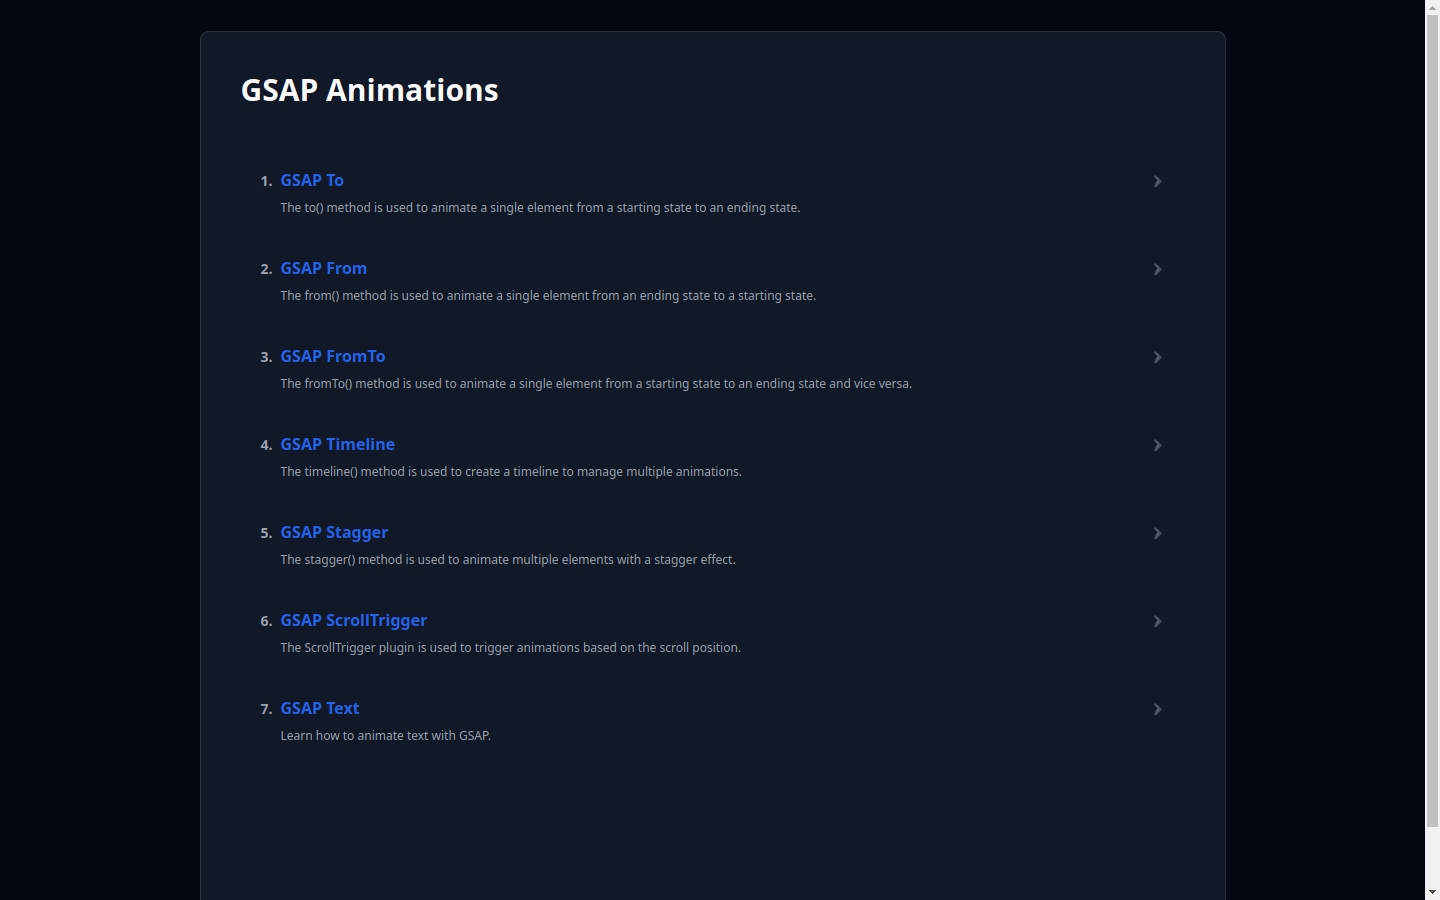 GSAP Animations
1. GSAP To
The to() method is used to animate a single element from a starting state to an ending state.
2. GSAP From
The from() method is used to animate a single element from an ending state to a starting state.
3. GSAP FromTo
The fromTo() method is used to animate a single element from a starting state to an ending state and vice versa.
4. GSAP Timeline
The timeline() method is used to create a timeline to manage multiple animations.
5. GSAP Stagger
The stagger() method is used to animate multiple elements with a stagger effect.
6. GSAP ScrollTrigger
The ScrollTrigger plugin is used to trigger animations based on the scroll position.
7. GSAP Text
Learn how to animate text with GSAP.